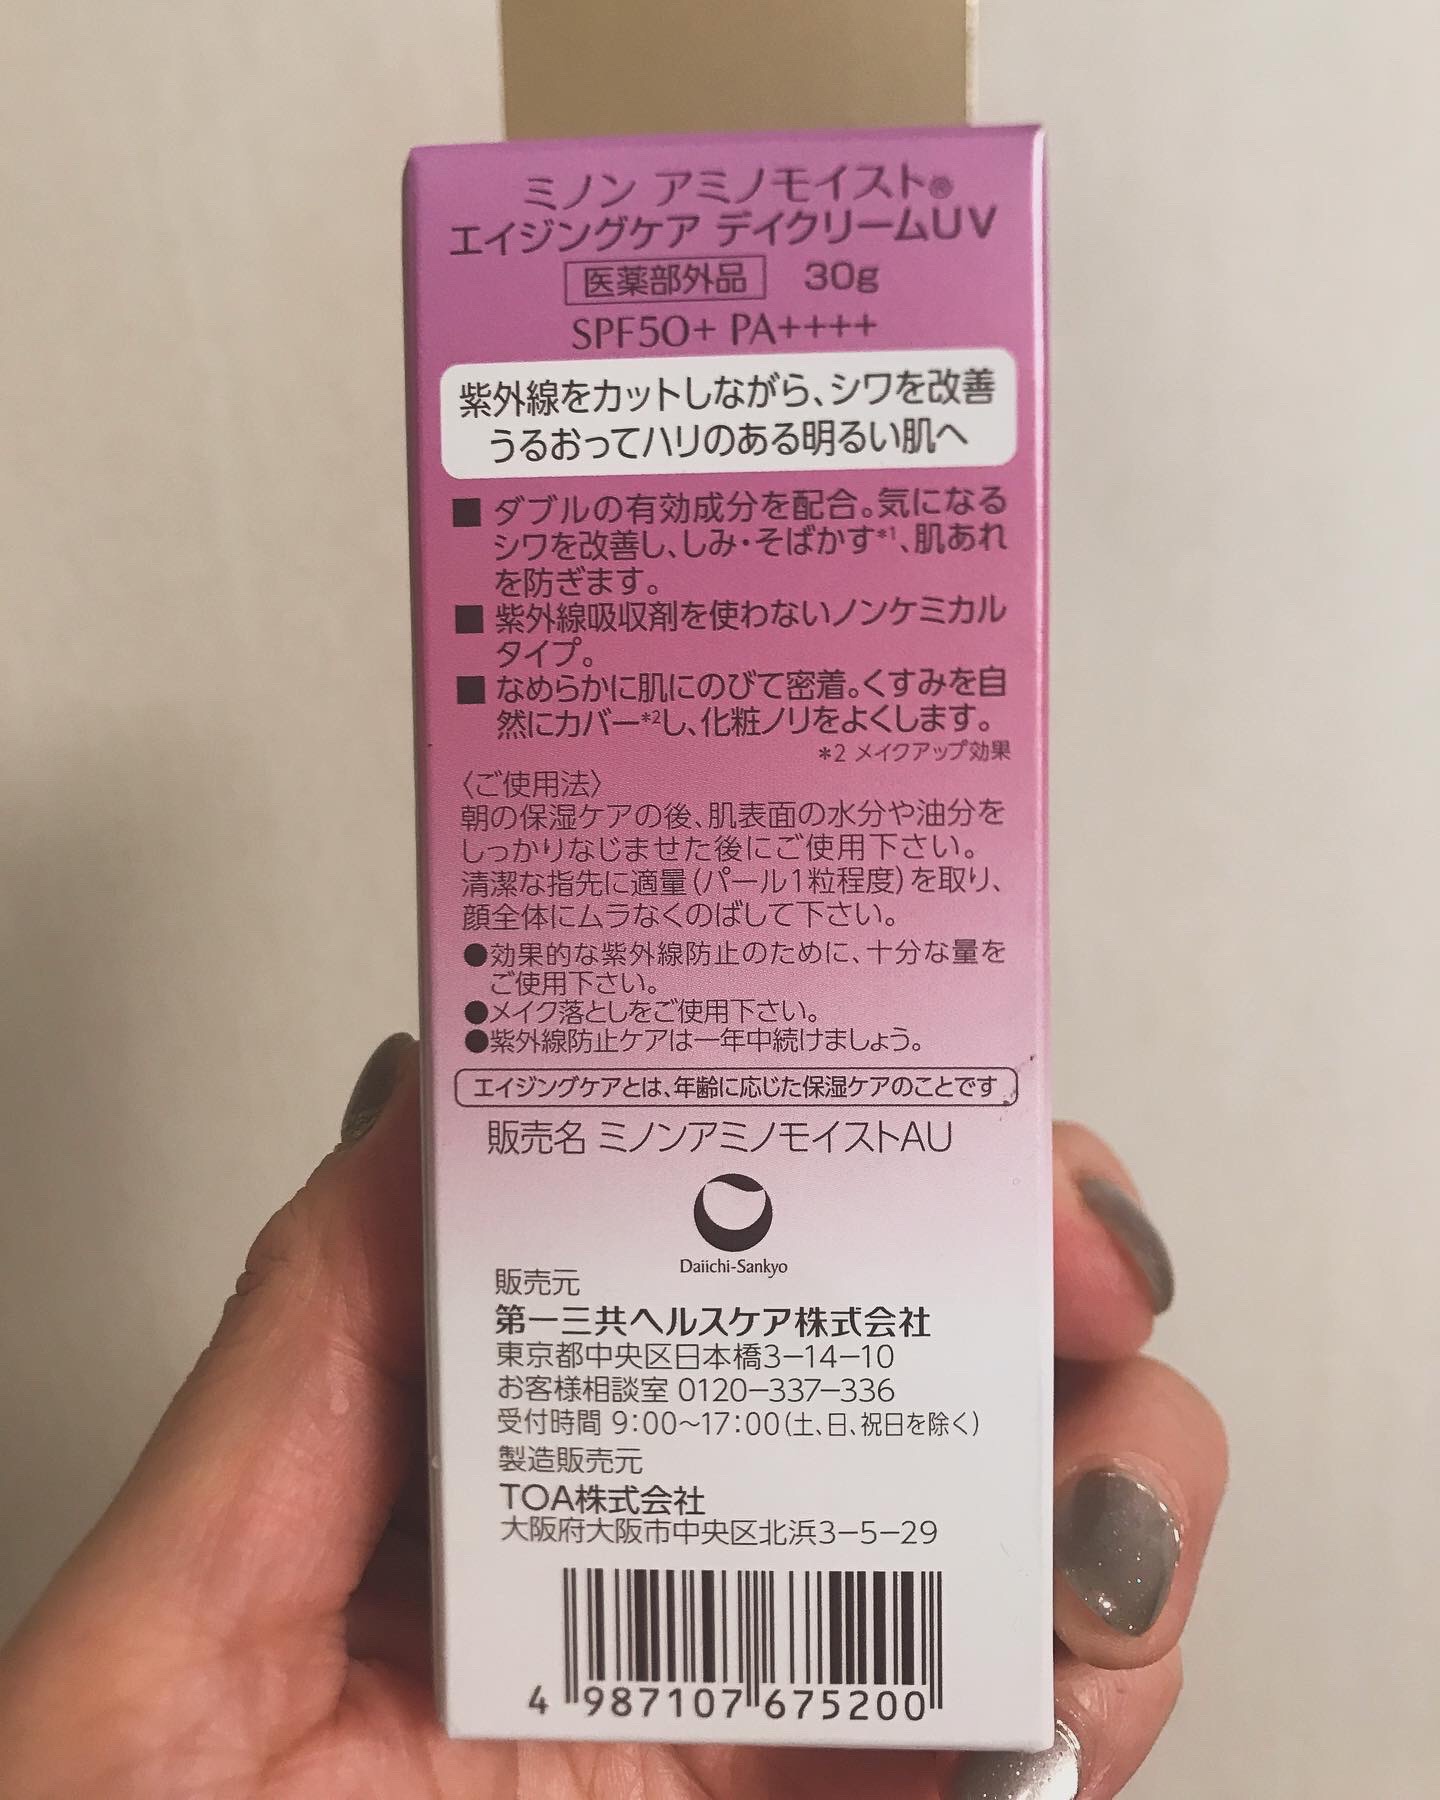 ミノン アミノモイスト®
エイジングケア デイクリームUV
医薬部外品 30g
SPF50+ PA++++
紫外線をカットしながら、シワを改善
うるおってハリのある明るい肌へ
■ ダブルの有効成分を配合。気になる
シワを改善し、しみ・そばかす*1、肌あれ
を防ぎます。
■ 紫外線吸収剤を使わないノンケミカル
タイプ。
■ なめらかに肌にのびて密着。くすみを自
然にカバー*2し、化粧ノリをよくします。
*2 メイクアップ効果
〈ご使用法〉
朝の保湿ケアの後、肌表面の水分や油分を
しっかりなじませた後にご使用下さい。
清潔な指先に適量(パール1粒程度)を取り、
顔全体にムラなくのばして下さい。
●効果的な紫外線防止のために、十分な量を
ご使用下さい。
●メイク落としをご使用下さい。
●紫外線防止ケアは一年中続けましょう。
エイジングケアとは、年齢に応じた保湿ケアのことです
販売名 ミノンアミノモイストAU
Daiichi-Sankyo
販売元
第一三共ヘルスケア株式会社
東京都中央区日本橋3-14-10
お客様相談室 0120-337-336
受付時間 9:00〜17:00(土、日、祝日を除く)
製造販売元
TOA株式会社
大阪府大阪市中央区北浜3-5-29
4 987107 675200